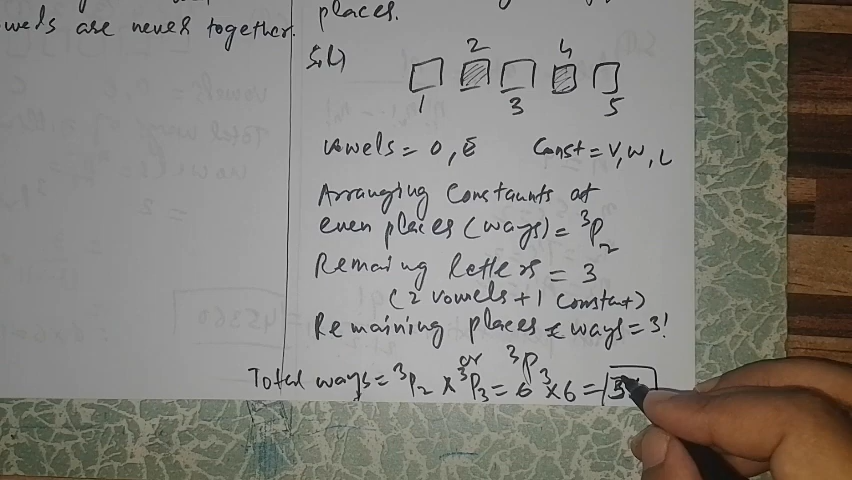 wels are never together.
places.
Sol)
2 4
1 3 5
vowels = O, E Const = V, W, L
Arranging Constaunts at
even places (ways) = ³P₂
Remaing Letters = 3
(2 vowels + 1 constant)
Remaining places & ways = 3!
or ³P₃
Total ways = ³P₂ × ³P₃ = 6 × 6 =